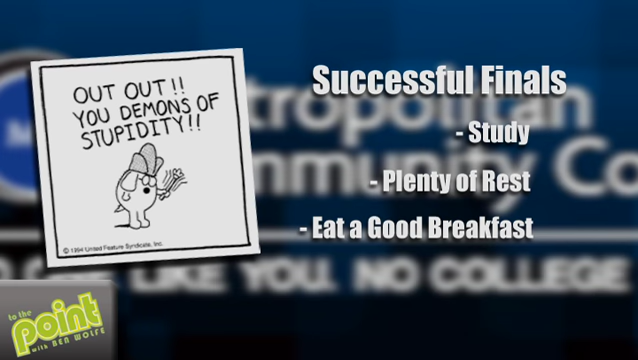 OUT OUT!!
YOU DEMONS OF
STUPIDITY!!
© 1994 United Feature Syndicate, Inc.
Successful Finals
- Study
- Plenty of Rest
- Eat a Good Breakfast
tropolitan
mmunity Co
LIKE YOU. NO COLLEGE
to the
point
with BEN WOLFE